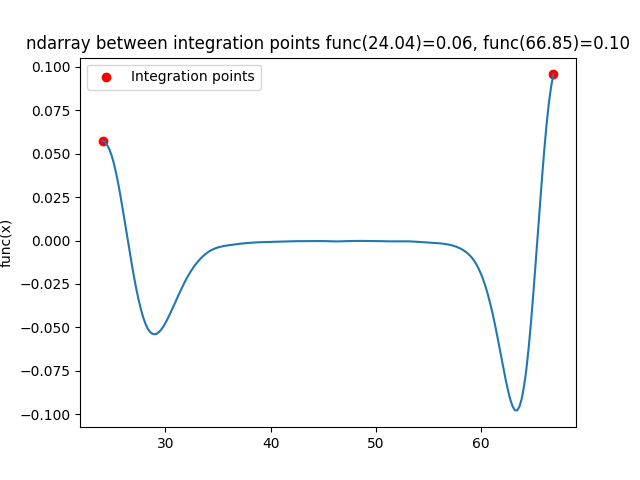 ndarray between integration points func(24.04)=0.06, func(66.85)=0.10
Integration points
func(x)
0.100
0.075
0.050
0.025
0.000
−0.025
−0.050
−0.075
−0.100
30 40 50 60